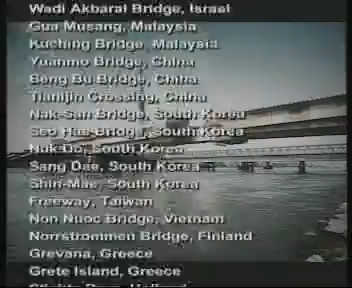 Wadi Akbarat Bridge, Israel
Gua Musang, Malaysia
Kuching Bridge, Malaysia
Yuanmo Bridge, China
Beng Bu Bridge, China
Tianjin Crossing, China
Nak-San Bridge, South Korea
Seo Hae Bridge, South Korea
Nuk Do, South Korea
Sang Dae, South Korea
Shin-Mae, South Korea
Freeway, Taiwan
Non Nuoc Bridge, Vietnam
Norrstrommen Bridge, Finland
Grevana, Greece
Grete Island, Greece